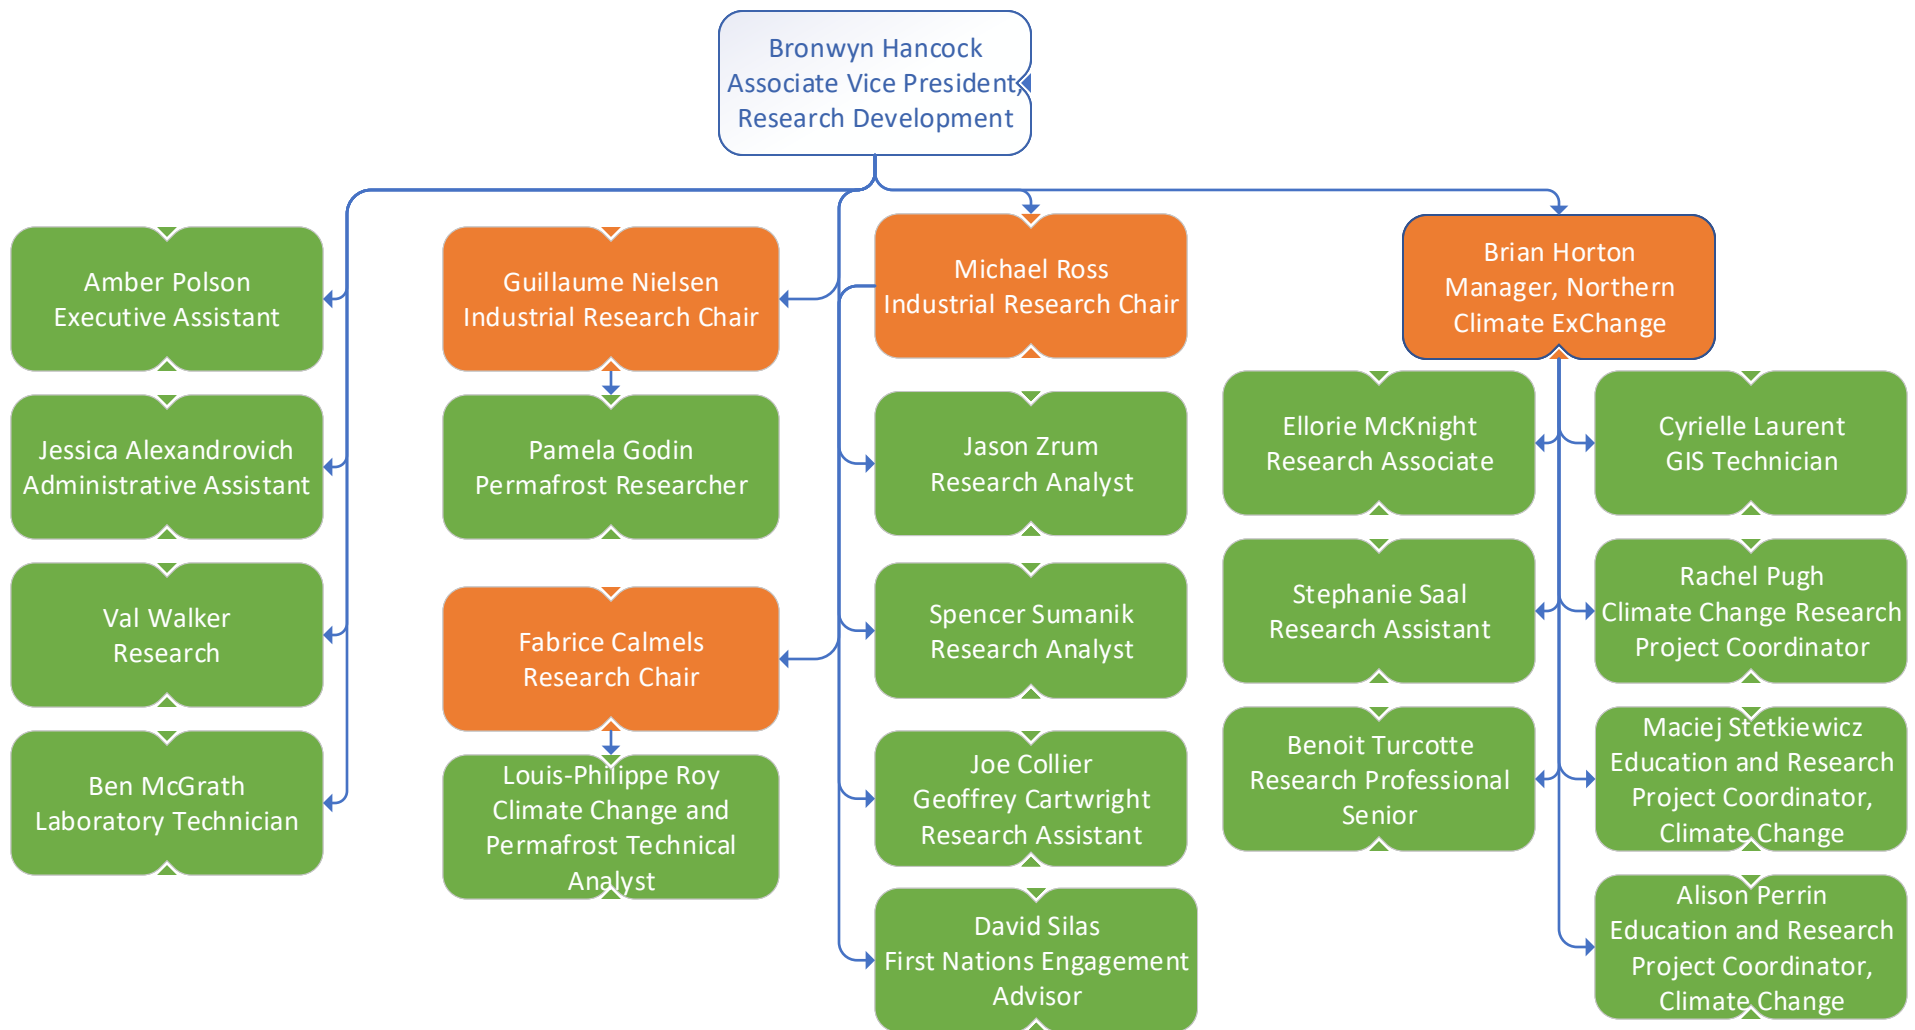 Bronwyn Hancock
Associate Vice President,
Research Development
Amber Polson
Executive Assistant
Jessica Alexandrovich
Administrative Assistant
Val Walker
Research
Ben McGrath
Laboratory Technician
Guillaume Nielsen
Industrial Research Chair
Pamela Godin
Permafrost Researcher
Fabrice Calmels
Research Chair
Louis-Philippe Roy
Climate Change and
Permafrost Technical
Analyst
Michael Ross
Industrial Research Chair
Jason Zrum
Research Analyst
Spencer Sumanik
Research Analyst
Joe Collier
Geoffrey Cartwright
Research Assistant
David Silas
First Nations Engagement
Advisor
Brian Horton
Manager, Northern
Climate ExChange
Ellorie McKnight
Research Associate
Stephanie Saal
Research Assistant
Benoit Turcotte
Research Professional
Senior
Cyrielle Laurent
GIS Technician
Rachel Pugh
Climate Change Research
Project Coordinator
Maciej Stetkiewicz
Education and Research
Project Coordinator,
Climate Change
Alison Perrin
Education and Research
Project Coordinator,
Climate Change